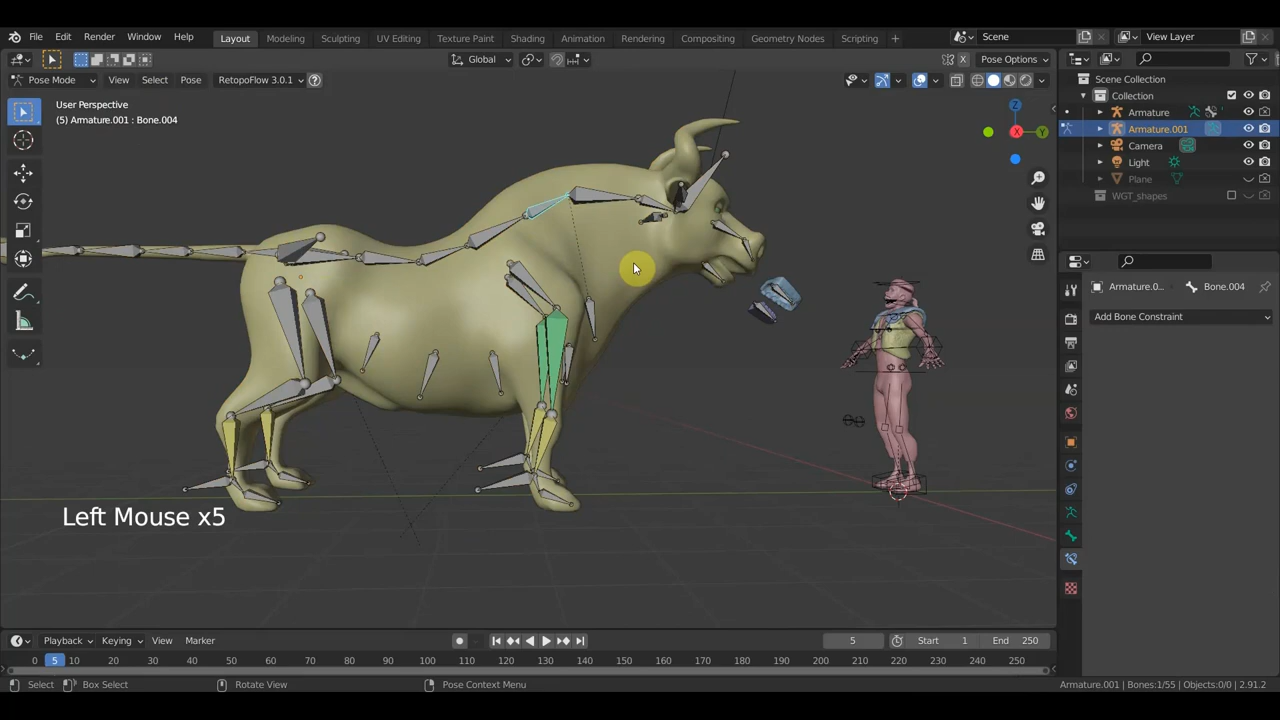 File Edit Render Window Help Layout Modeling Sculpting UV Editing Texture Paint Shading Animation Rendering Compositing Geometry Nodes Scripting + Scene View Layer
Global Pose Options
Pose Mode View Select Pose RetopoFlow 3.0.1
User Perspective
(5) Armature.001 : Bone.004
Z
X
Y
Scene Collection
Collection
Armature
Armature.001
Camera
Light
Plane
WGT_shapes
Armature.0... Bone.004
Add Bone Constraint
Left Mouse x5
Playback Keying View Marker 5 Start 1 End 250
0 5 10 20 30 40 50 60 70 80 90 100 110 120 130 140 150 160 170 180 190 200 210 220 230 240 250
Select Box Select Rotate View Pose Context Menu Armature.001 | Bones:1/55 | Objects:0/0 | 2.91.2